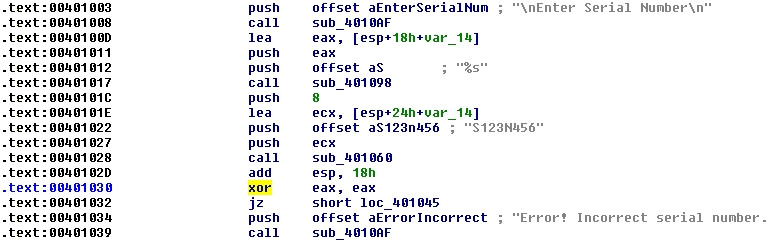 .text:00401003 push offset aEnterSerialNum ; "\nEnter Serial Number\n"
.text:00401008 call sub_4010AF
.text:0040100D lea eax, [esp+18h+var_14]
.text:00401011 push eax
.text:00401012 push offset aS ; "%s"
.text:00401017 call sub_401098
.text:0040101C push 8
.text:0040101E lea ecx, [esp+24h+var_14]
.text:00401022 push offset aS123n456 ; "S123N456"
.text:00401027 push ecx
.text:00401028 call sub_401060
.text:0040102D add esp, 18h
.text:00401030 xor eax, eax
.text:00401032 jz short loc_401045
.text:00401034 push offset aErrorIncorrect ; "Error! Incorrect serial number.
.text:00401039 call sub_4010AF